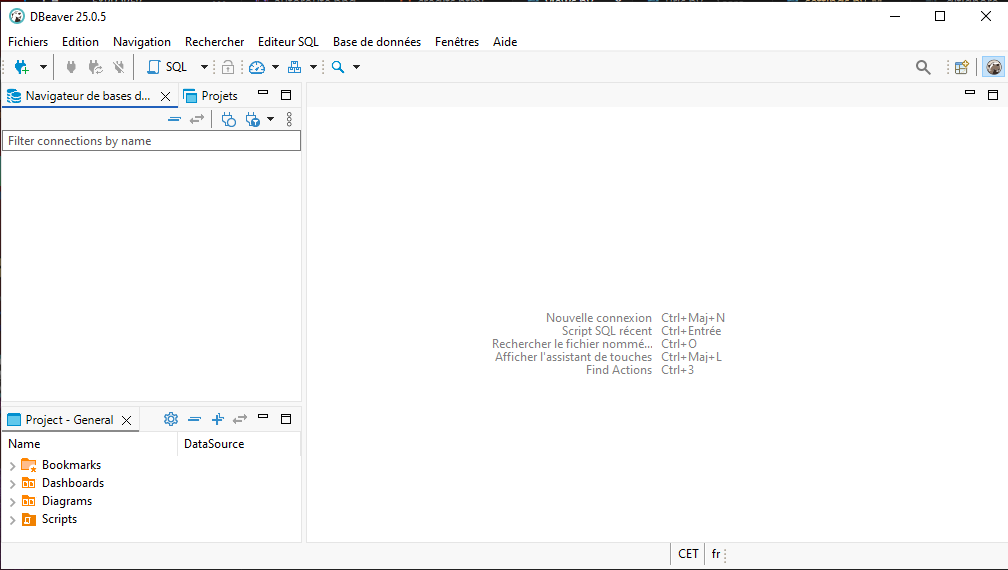 DBeaver 25.0.5
Fichiers Edition Navigation Rechercher Editeur SQL Base de données Fenêtres Aide
SQL
Navigateur de bases d... Projets
Filter connections by name
Nouvelle connexion Ctrl+Maj+N
Script SQL récent Ctrl+Entrée
Rechercher le fichier nommé... Ctrl+O
Afficher l'assistant de touches Ctrl+Maj+L
Find Actions Ctrl+3
Project - General
Name DataSource
Bookmarks
Dashboards
Diagrams
Scripts
CET fr